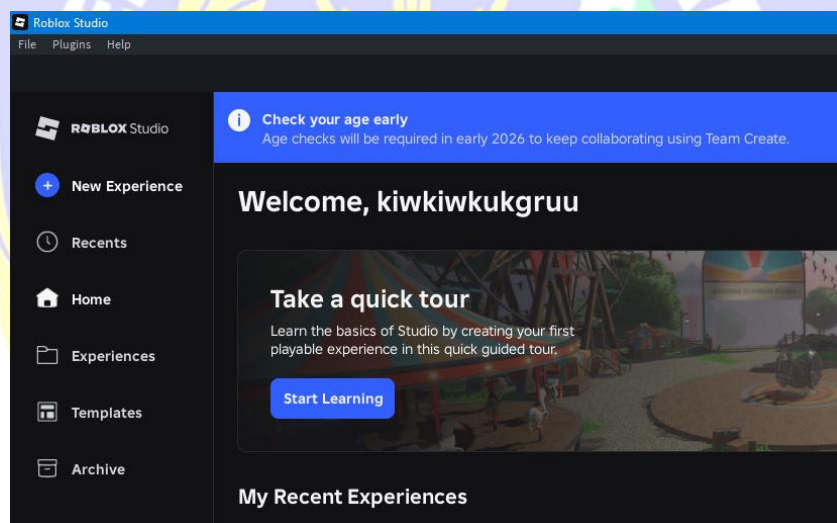 Roblox Studio
File Plugins Help
ROBLOX Studio
New Experience
Recents
Home
Experiences
Templates
Archive
Check your age early
Age checks will be required in early 2026 to keep collaborating using Team Create.
Welcome, kiwkiwkukgruu
Take a quick tour
Learn the basics of Studio by creating your first
playable experience in this quick guided tour.
Start Learning
My Recent Experiences